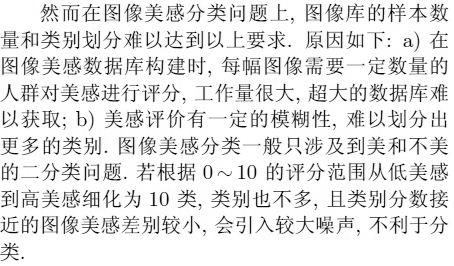 然而在图像美感分类问题上, 图像库的样本数
量和类别划分难以达到以上要求. 原因如下: a) 在
图像美感数据库构建时, 每幅图像需要一定数量的
人群对美感进行评分, 工作量很大, 超大的数据库难
以获取; b) 美感评价有一定的模糊性, 难以划分出
更多的类别. 图像美感分类一般只涉及到美和不美
的二分类问题. 若根据 0~10 的评分范围从低美感
到高美感细化为 10 类, 类别也不多, 且类别分数接
近的图像美感差别较小, 会引入较大噪声, 不利于分
类.